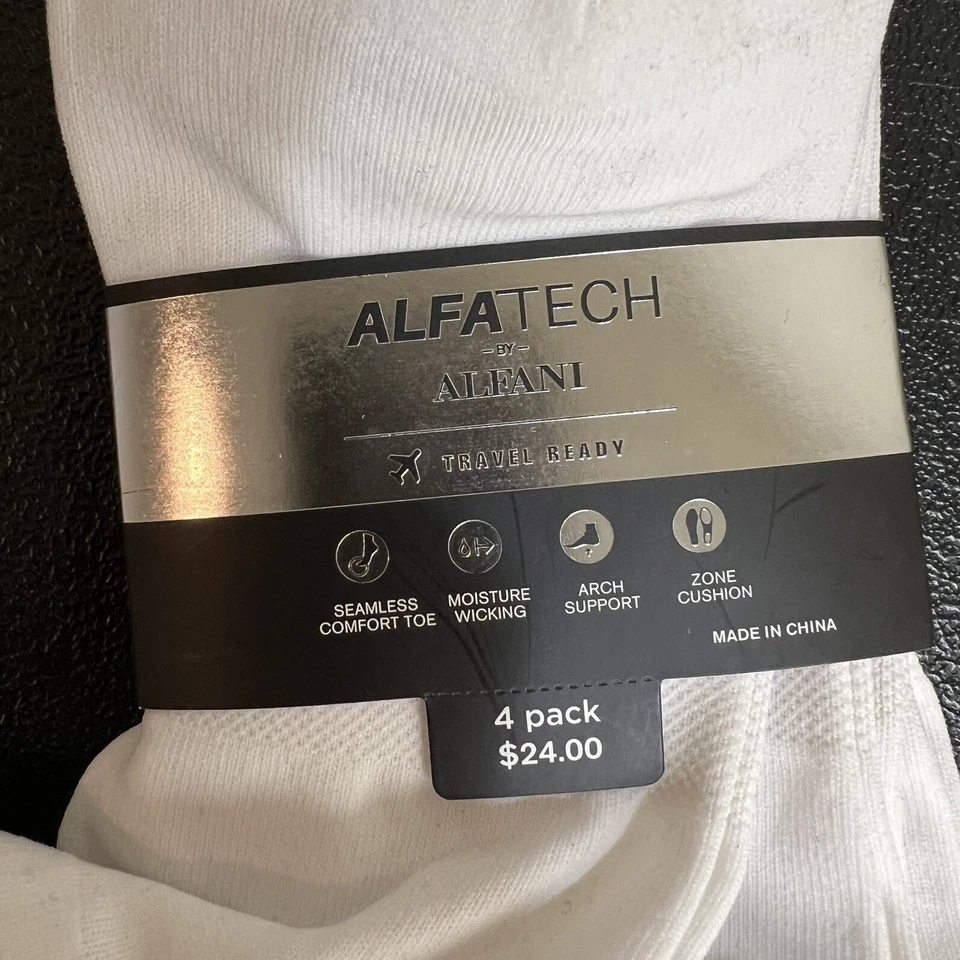 ALFATECH
– BY –
ALFANI
TRAVEL READY
SEAMLESS
COMFORT TOE
MOISTURE
WICKING
ARCH
SUPPORT
ZONE
CUSHION
MADE IN CHINA
4 pack
$24.00